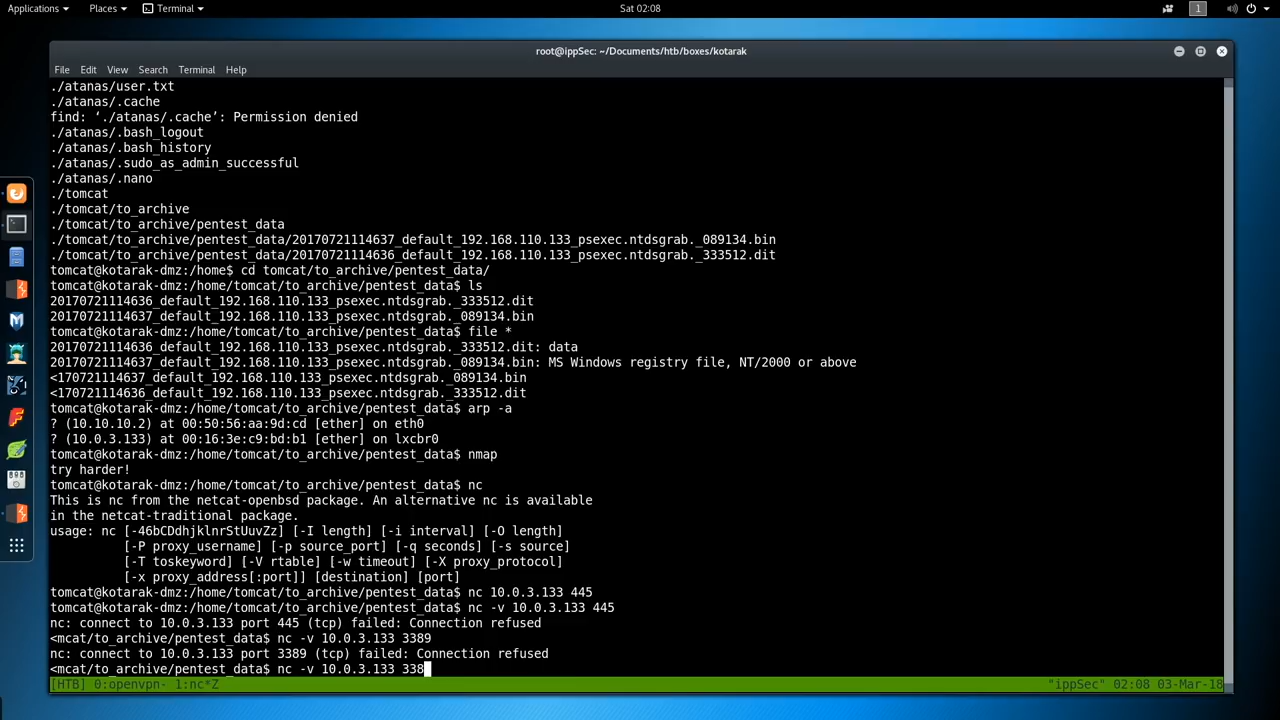 Applications Places Terminal Sat 02:08 1
root@ippSec: ~/Documents/htb/boxes/kotarak
File Edit View Search Terminal Help
./atanas/user.txt
./atanas/.cache
find: ‘./atanas/.cache’: Permission denied
./atanas/.bash_logout
./atanas/.bash_history
./atanas/.sudo_as_admin_successful
./atanas/.nano
./tomcat
./tomcat/to_archive
./tomcat/to_archive/pentest_data
./tomcat/to_archive/pentest_data/20170721114637_default_192.168.110.133_psexec.ntdsgrab._089134.bin
./tomcat/to_archive/pentest_data/20170721114636_default_192.168.110.133_psexec.ntdsgrab._333512.dit
tomcat@kotarak-dmz:/home$ cd tomcat/to_archive/pentest_data/
tomcat@kotarak-dmz:/home/tomcat/to_archive/pentest_data$ ls
20170721114636_default_192.168.110.133_psexec.ntdsgrab._333512.dit
20170721114637_default_192.168.110.133_psexec.ntdsgrab._089134.bin
tomcat@kotarak-dmz:/home/tomcat/to_archive/pentest_data$ file *
20170721114636_default_192.168.110.133_psexec.ntdsgrab._333512.dit: data
20170721114637_default_192.168.110.133_psexec.ntdsgrab._089134.bin: MS Windows registry file, NT/2000 or above
<170721114637_default_192.168.110.133_psexec.ntdsgrab._089134.bin
<170721114636_default_192.168.110.133_psexec.ntdsgrab._333512.dit
tomcat@kotarak-dmz:/home/tomcat/to_archive/pentest_data$ arp -a
? (10.10.10.2) at 00:50:56:aa:9d:cd [ether] on eth0
? (10.0.3.133) at 00:16:3e:c9:bd:b1 [ether] on lxcbr0
tomcat@kotarak-dmz:/home/tomcat/to_archive/pentest_data$ nmap
try harder!
tomcat@kotarak-dmz:/home/tomcat/to_archive/pentest_data$ nc
This is nc from the netcat-openbsd package. An alternative nc is available
in the netcat-traditional package.
usage: nc [-46bCDdhjklnrStUuvZz] [-I length] [-i interval] [-O length]
[-P proxy_username] [-p source_port] [-q seconds] [-s source]
[-T toskeyword] [-V rtable] [-w timeout] [-X proxy_protocol]
[-x proxy_address[:port]] [destination] [port]
tomcat@kotarak-dmz:/home/tomcat/to_archive/pentest_data$ nc 10.0.3.133 445
tomcat@kotarak-dmz:/home/tomcat/to_archive/pentest_data$ nc -v 10.0.3.133 445
nc: connect to 10.0.3.133 port 445 (tcp) failed: Connection refused
<mcat/to_archive/pentest_data$ nc -v 10.0.3.133 3389
nc: connect to 10.0.3.133 port 3389 (tcp) failed: Connection refused
<mcat/to_archive/pentest_data$ nc -v 10.0.3.133 338
[HTB] 0:openvpn- 1:nc*Z "ippSec" 02:08 03-Mar-18